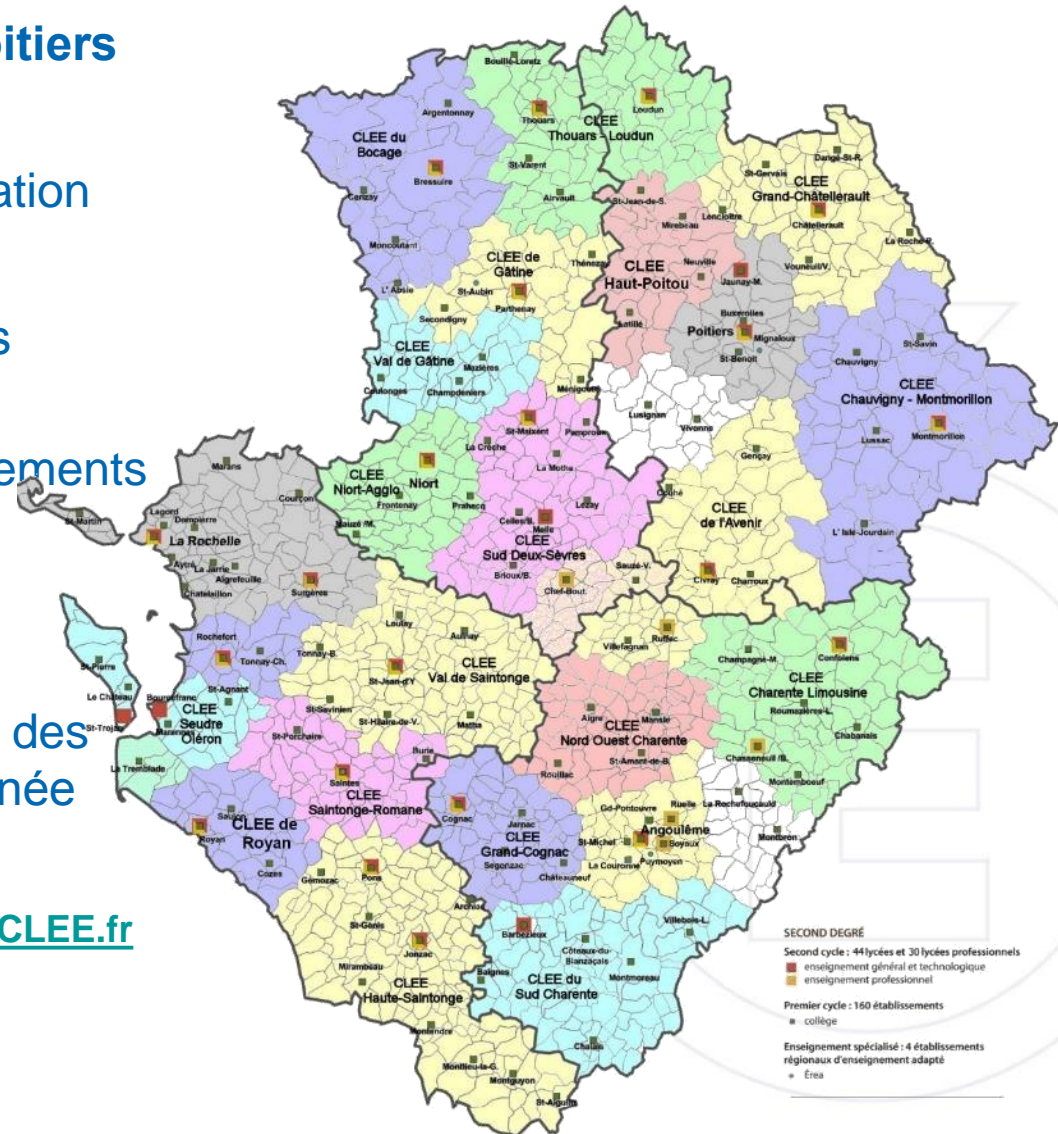 oitiers
ation
s
ements
des
née
CLEE.fr
Bouillé-Loretz
Argentonnay
Thouars
Loudun
CLEE du
Bocage
CLEE
Thouars - Loudun
Bressuire
St-Varent
Airvault
Cerizay
Moncoutant
L' Absie
Dangé-St-R.
St-Gervais
CLEE
Grand-Châtellerault
Châtellerault
La Roche-P.
Vouneuil/V.
St-Jean-de-S.
Mirebeau
Lencloître
Neuville
CLEE
Haut-Poitou
Jaunay-M.
Latillé
CLEE de
Gâtine
Thénezay
St-Aubin
Parthenay
Secondigny
Ménigoute
Buxerolles
Poitiers
Mignaloux
St-Benoit
St-Savin
Chauvigny
CLEE
Chauvigny - Montmorillon
Montmorillon
Lussac
L' Isle-Jourdain
CLEE
Val de Gâtine
Mazières
Coulonges
Champdeniers
Lusignan
Vivonne
St-Maixent
Pamproux
La Crèche
La Mothe
Gençay
Couhé
CLEE
de l'Avenir
Civray
Charroux
CLEE
Niort-Agglo
Niort
Frontenay
Prahecq
Mauzé /M.
Celles/B.
Melle
Lezay
CLEE
Sud Deux-Sèvres
Brioux/B.
Sauzé-V.
Chef-Bout.
Marans
Courçon
St-Martin
Lagord
Dompierre
La Rochelle
Aytré
La Jarrie
Aigrefeuille
Chatelaillon
Surgères
Rochefort
Tonnay-Ch.
Tonnay-B.
Loulay
Aulnay
CLEE
Val de Saintonge
St-Jean-d'Y
St-Savinien
St-Hilaire-de-V.
Matha
Villefagnan
Ruffec
Champagne-M.
Confolens
CLEE
Charente Limousine
Roumazières-L.
Chabanais
Chasseneuil /B.
Montemboeuf
St-Pierre
Le Château
Bourcefranc
St-Trojan
Marennes
St-Agnant
CLEE
Seudre
Oléron
La Tremblade
St-Porchaire
Burie
Saintes
CLEE
Saintonge-Romane
Aigre
Mansle
CLEE
Nord Ouest Charente
Rouillac
St-Amant-de-B.
La Rochefoucauld
Montbron
Saujon
CLEE de
Royan
Royan
Cozes
Cognac
Jarnac
CLEE
Grand-Cognac
Segonzac
Châteauneuf
Gd-Pontouvre
Ruelle
Angoulême
St-Michel
Soyaux
La Couronne
Puymoyen
Gémozac
Pons
St-Génis
Archiac
Mirambeau
Jonzac
CLEE
Haute-Saintonge
Barbezieux
Villebois-L.
Côteaux-du-
Blanzaçais
Montmoreau
Baignes
CLEE du
Sud Charente
Chalais
Montendre
Montlieu-la-G.
Montguyon
St-Aigulin
SECOND DEGRÉ
Second cycle : 44 lycées et 30 lycées professionnels
enseignement général et technologique
enseignement professionnel
Premier cycle : 160 établissements
collège
Enseignement spécialisé : 4 établissements
régionaux d'enseignement adapté
Érea